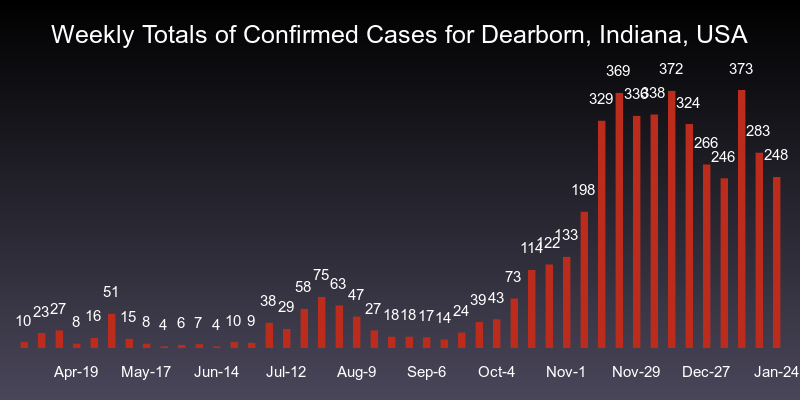 Weekly Totals of Confirmed Cases for Dearborn, Indiana, USA
10 23 27 8 16 51 15 8 4 6 7 4 10 9 38 29 58 75 63 47 27 18 18 17 14 24 39 43 73 114 122 133 198 329 369 336 338 372 324 266 246 373 283 248
Apr-19 May-17 Jun-14 Jul-12 Aug-9 Sep-6 Oct-4 Nov-1 Nov-29 Dec-27 Jan-24